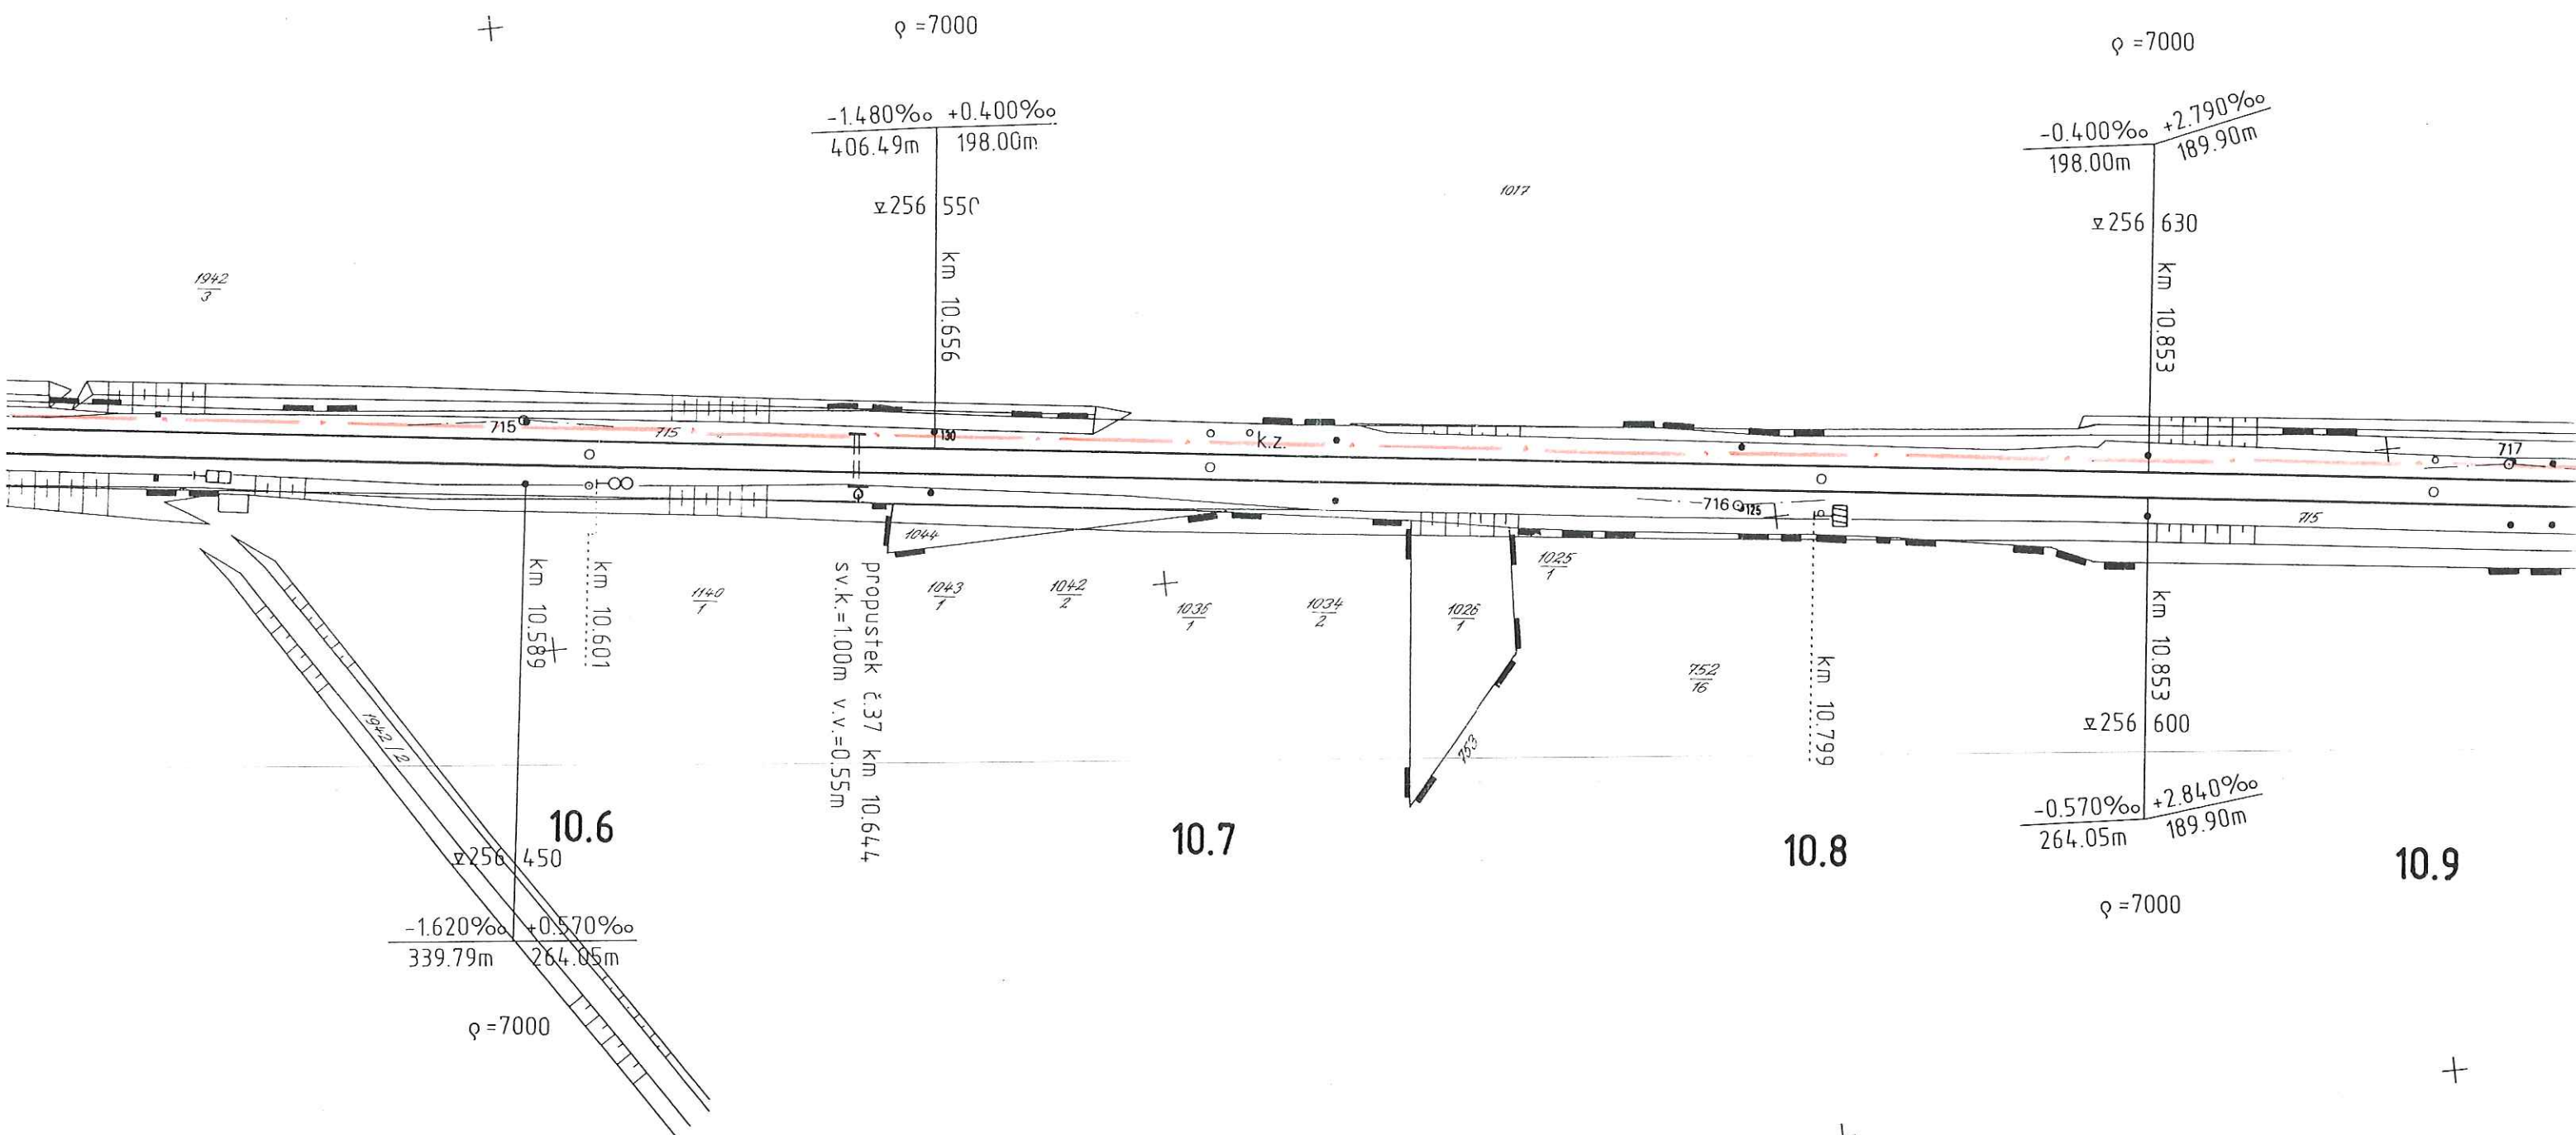 ρ =7000
ρ =7000
-1.480‰ +0.400‰
406.49m 198.00m
256 550
km 10.656
-0.400‰ +2.790‰
198.00m 189.90m
256 630
km 10.853
1017
1942
3
715
715
130
k.z.
717
716
125
715
1044
km 10.589
km 10.601
1140
1
propustek č.37 km 10.644
sv.k.=1.00m v.v.=0.55m
1043
1
1042
2
1036
1
1034
2
1026
1
1025
1
753
752
16
km 10.799
km 10.853
256 600
-0.570‰ +2.840‰
264.05m 189.90m
ρ =7000
1942/2
10.6
10.7
10.8
10.9
256 450
-1.620‰ +0.570‰
339.79m 264.05m
ρ =7000